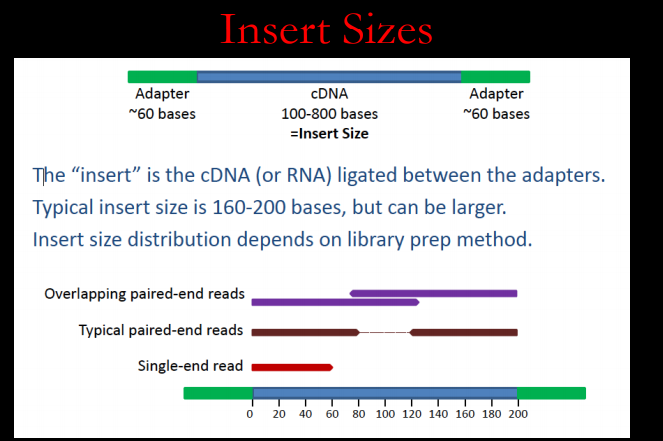 Insert Sizes
Adapter cDNA Adapter
~60 bases 100-800 bases ~60 bases
=Insert Size
The “insert” is the cDNA (or RNA) ligated between the adapters.
Typical insert size is 160-200 bases, but can be larger.
Insert size distribution depends on library prep method.
Overlapping paired-end reads
Typical paired-end reads
Single-end read
0 20 40 60 80 100 120 140 160 180 200